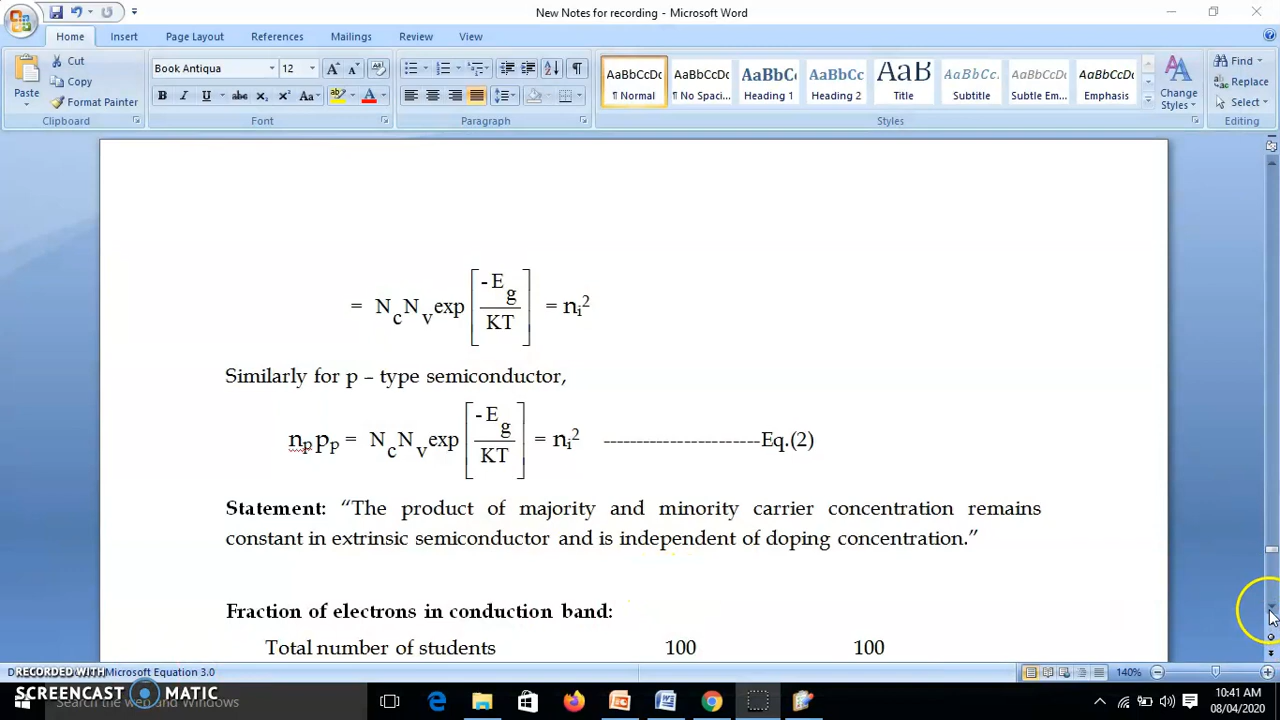 New Notes for recording - Microsoft Word
Home Insert Page Layout References Mailings Review View
Paste
Cut
Copy
Format Painter
Clipboard
Book Antiqua 12
B I U abc x₂ x² Aa
Font
Paragraph
AaBbCcDc AaBbCcDc AaBbCc AaBbCc AaB AaBbCc. AaBbCcDc AaBbCcDc
¶ Normal ¶ No Spaci... Heading 1 Heading 2 Title Subtitle Subtle Em... Emphasis
Styles
Change Styles
Find
Replace
Select
Editing
= N_c N_v exp [-E_g / KT] = n_i²
Similarly for p – type semiconductor,
n_p p_p = N_c N_v exp [-E_g / KT] = n_i² -----------------------Eq.(2)
Statement: “The product of majority and minority carrier concentration remains
constant in extrinsic semiconductor and is independent of doping concentration.”
Fraction of electrons in conduction band:
Total number of students 100 100
RECORDED WITH Microsoft Equation 3.0 140%
SCREENCAST MATIC
10:41 AM
08/04/2020